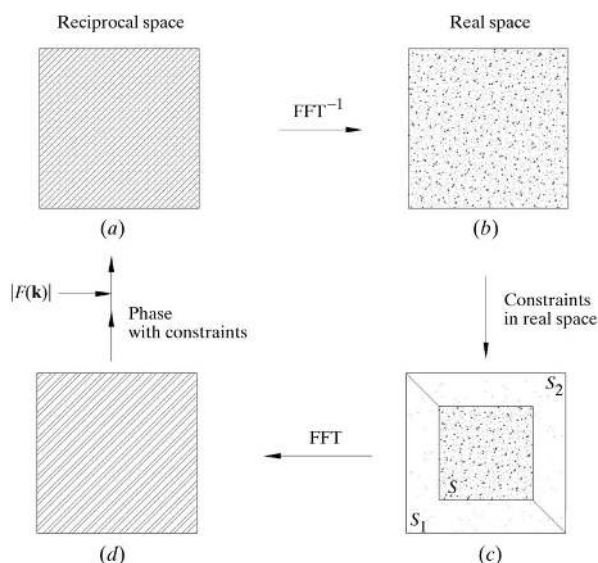 Reciprocal space
Real space
FFT⁻¹
(a)
(b)
|F(k)|
Phase
with constraints
Constraints
in real space
S₂
FFT
S
S₁
(d)
(c)